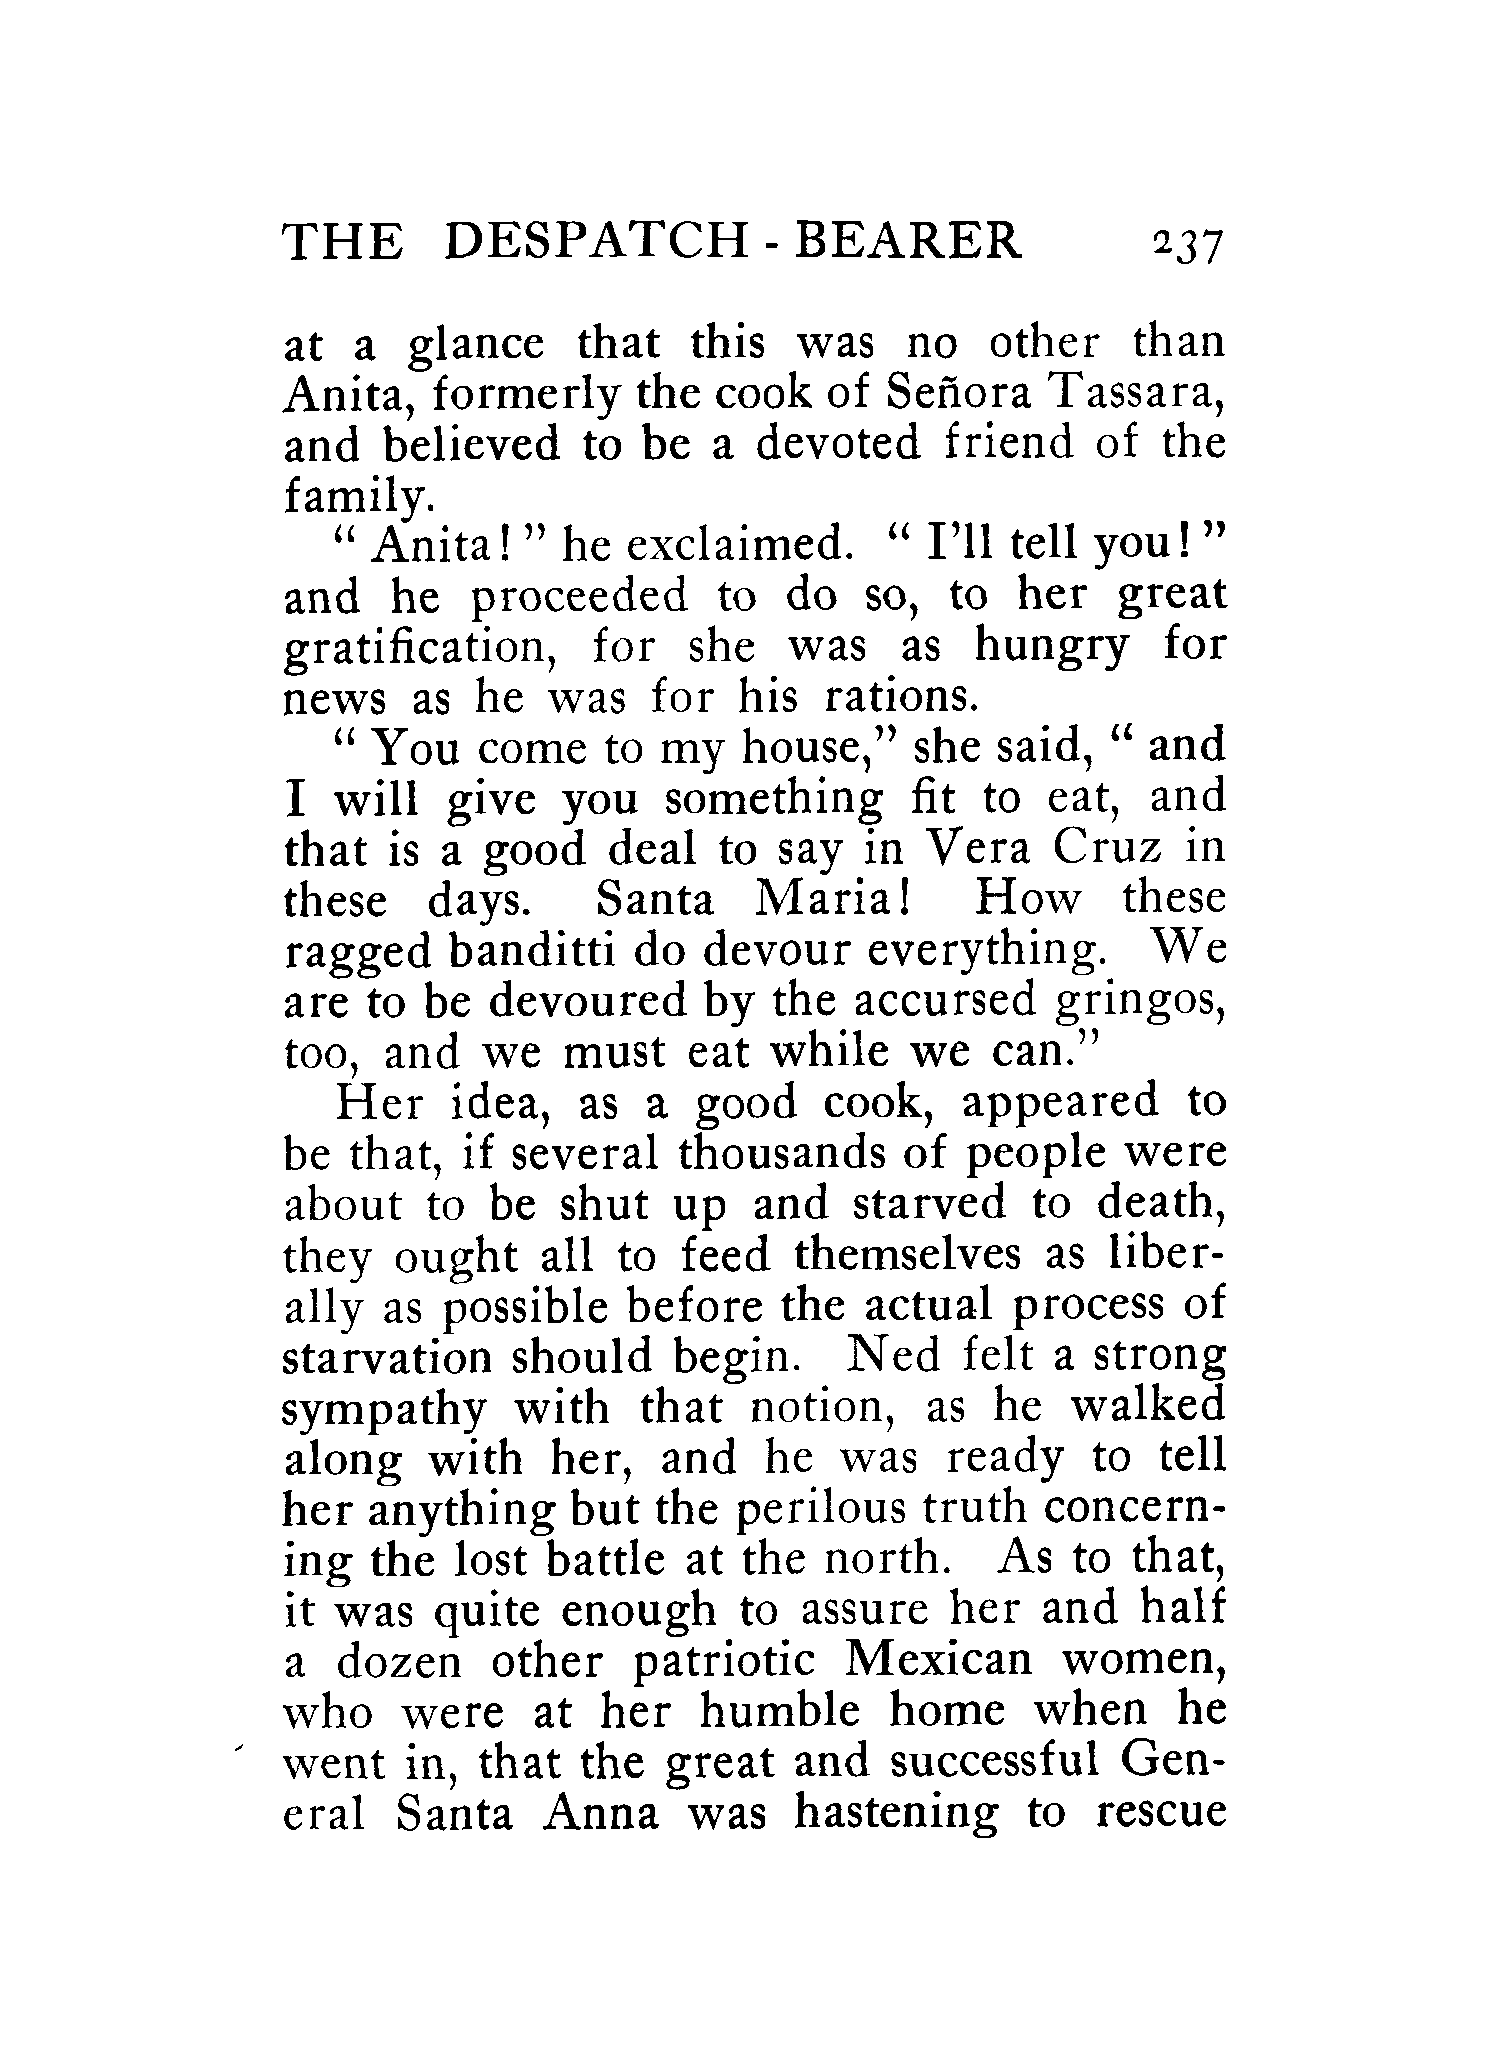 THE DESPATCH-BEARER 237
at a glance that this was no other than
Anita, formerly the cook of Señora Tassara,
and believed to be a devoted friend of the
family.
“Anita!” he exclaimed. “I’ll tell you!”
and he proceeded to do so, to her great
gratification, for she was as hungry for
news as he was for his rations.
“You come to my house,” she said, “and
I will give you something fit to eat, and
that is a good deal to say in Vera Cruz in
these days. Santa Maria! How these
ragged banditti do devour everything. We
are to be devoured by the accursed gringos,
too, and we must eat while we can.”
Her idea, as a good cook, appeared to
be that, if several thousands of people were
about to be shut up and starved to death,
they ought all to feed themselves as liber-
ally as possible before the actual process of
starvation should begin. Ned felt a strong
sympathy with that notion, as he walked
along with her, and he was ready to tell
her anything but the perilous truth concern-
ing the lost battle at the north. As to that,
it was quite enough to assure her and half
a dozen other patriotic Mexican women,
who were at her humble home when he
went in, that the great and successful Gen-
eral Santa Anna was hastening to rescue